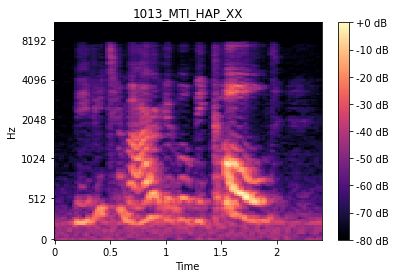 1013_MTI_HAP_XX
+0 dB
8192
-10 dB
4096
-20 dB
-30 dB
2048
Hz
-40 dB
1024
-50 dB
512
-60 dB
-70 dB
0
-80 dB
0 0.5 1 1.5 2
Time